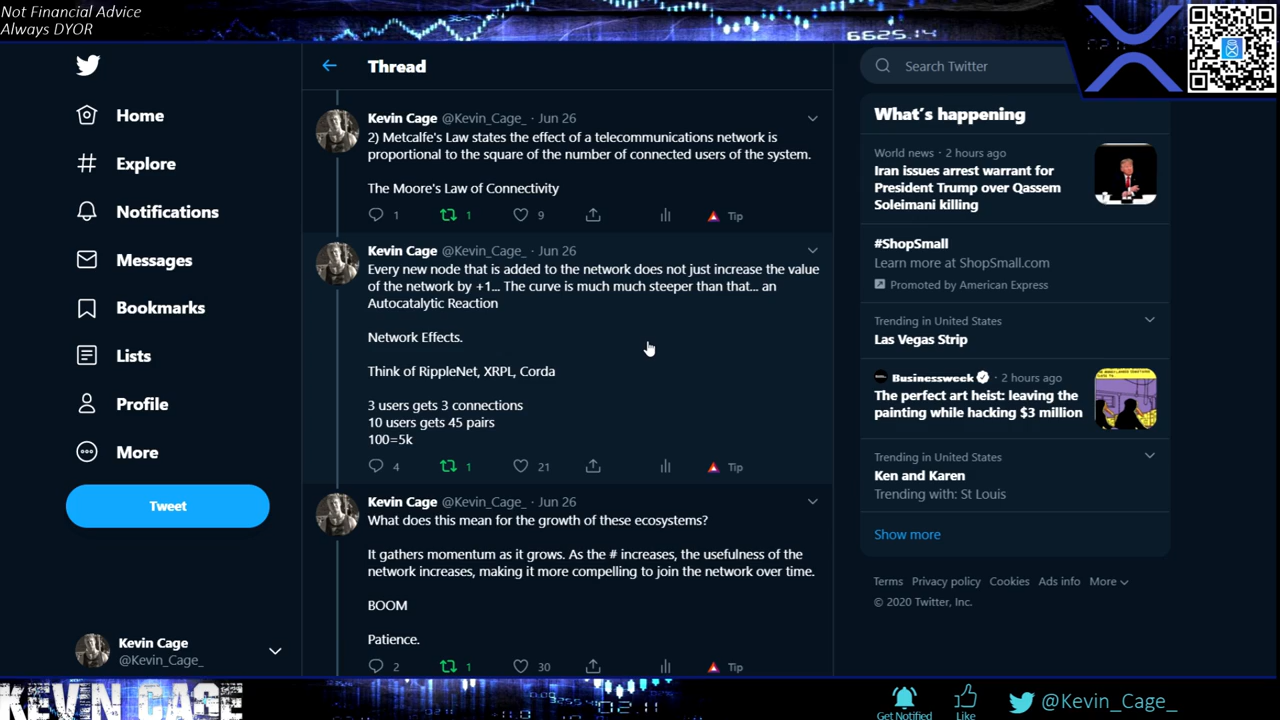 Not Financial Advice
Always DYOR
6625.14
Home
Explore
Notifications
Messages
Bookmarks
Lists
Profile
More
Tweet
Kevin Cage
@Kevin_Cage_
Thread
Kevin Cage @Kevin_Cage_ · Jun 26
2) Metcalfe's Law states the effect of a telecommunications network is
proportional to the square of the number of connected users of the system.
The Moore's Law of Connectivity
1 1 9 Tip
Kevin Cage @Kevin_Cage_ · Jun 26
Every new node that is added to the network does not just increase the value
of the network by +1... The curve is much much steeper than that... an
Autocatalytic Reaction
Network Effects.
Think of RippleNet, XRPL, Corda
3 users gets 3 connections
10 users gets 45 pairs
100=5k
4 1 21 Tip
Kevin Cage @Kevin_Cage_ · Jun 26
What does this mean for the growth of these ecosystems?
It gathers momentum as it grows. As the # increases, the usefulness of the
network increases, making it more compelling to join the network over time.
BOOM
Patience.
2 1 30 Tip
Search Twitter
What´s happening
World news · 2 hours ago
Iran issues arrest warrant for
President Trump over Qassem
Soleimani killing
#ShopSmall
Learn more at ShopSmall.com
Promoted by American Express
Trending in United States
Las Vegas Strip
Businessweek · 2 hours ago
The perfect art heist: leaving the
painting while hacking $3 million
Trending in United States
Ken and Karen
Trending with: St Louis
Show more
Terms Privacy policy Cookies Ads info More
© 2020 Twitter, Inc.
KEVIN CAGE
Get Notified
Like
@Kevin_Cage_